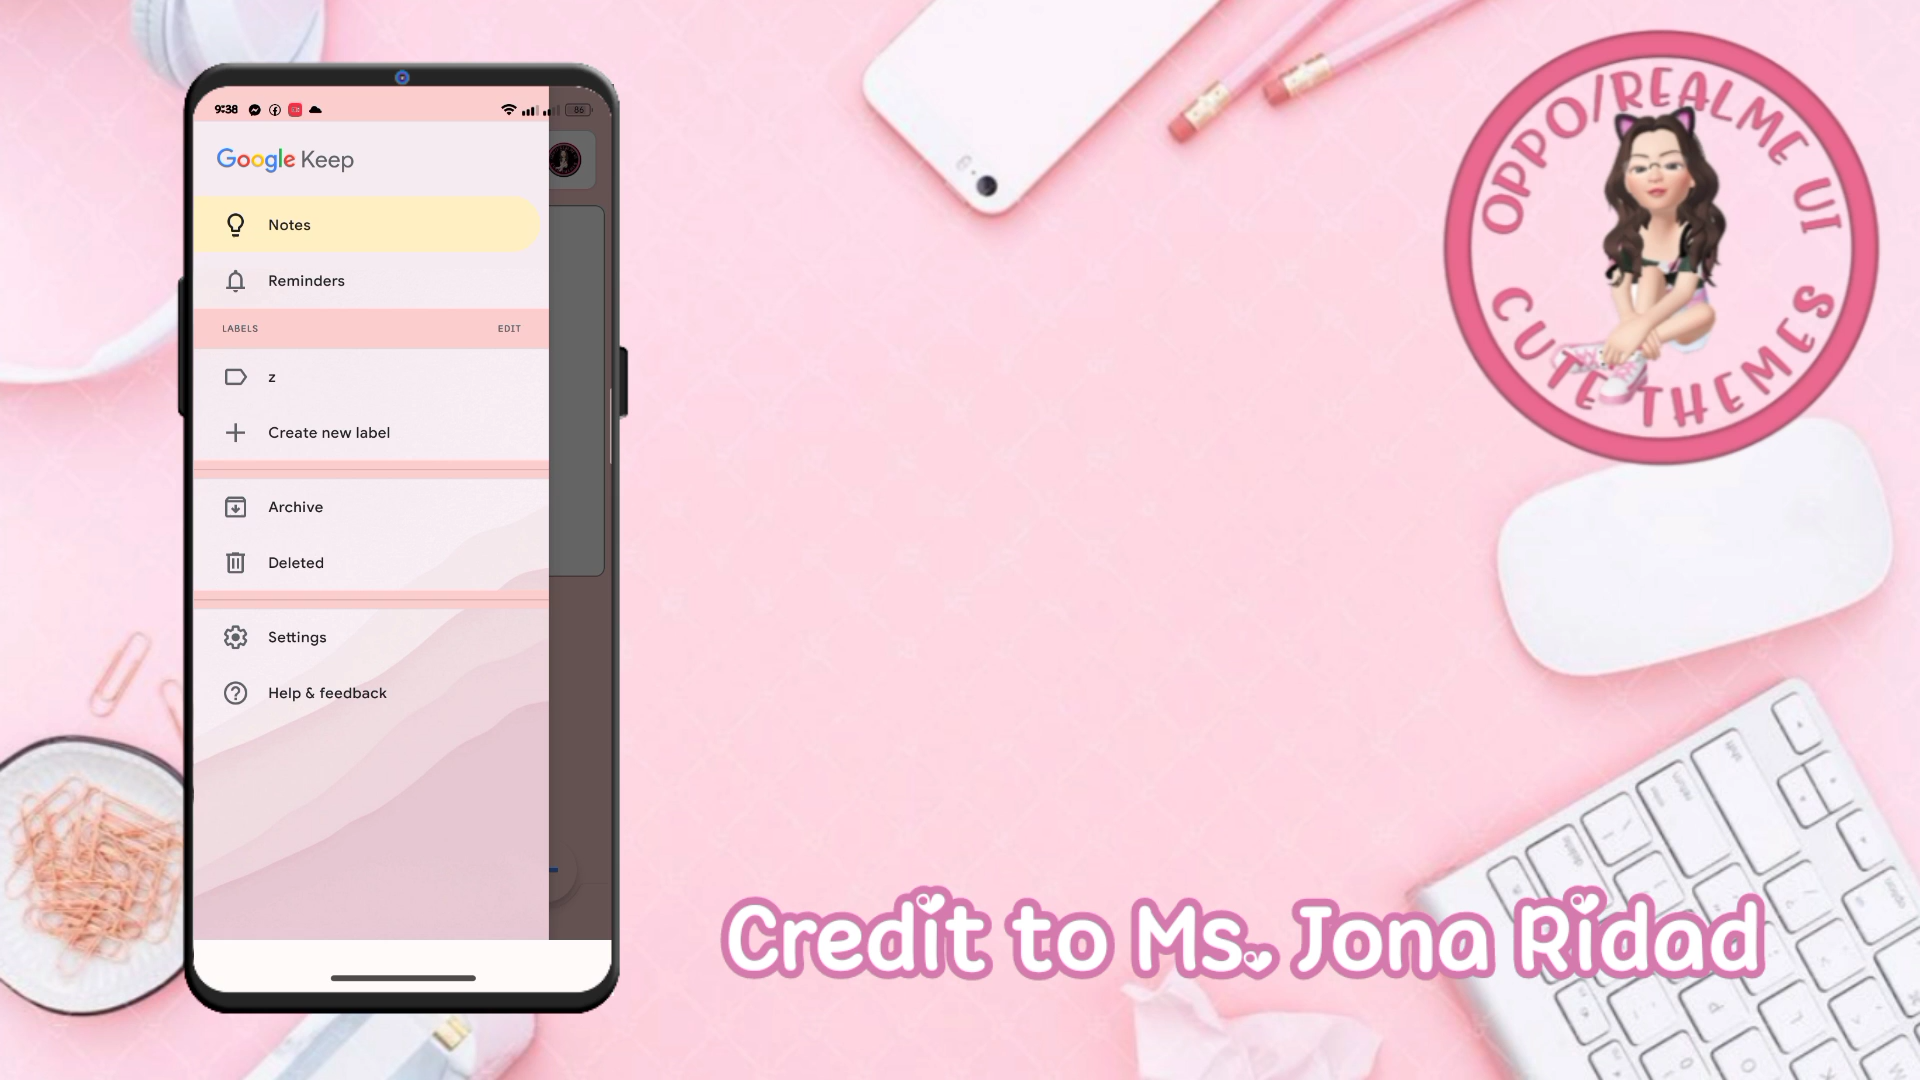 9:38
86
Google Keep
Notes
Reminders
LABELS EDIT
z
Create new label
Archive
Deleted
Settings
Help & feedback
OPPO/REALME UI
CUTE THEMES
Credit to Ms. Jona Ridad